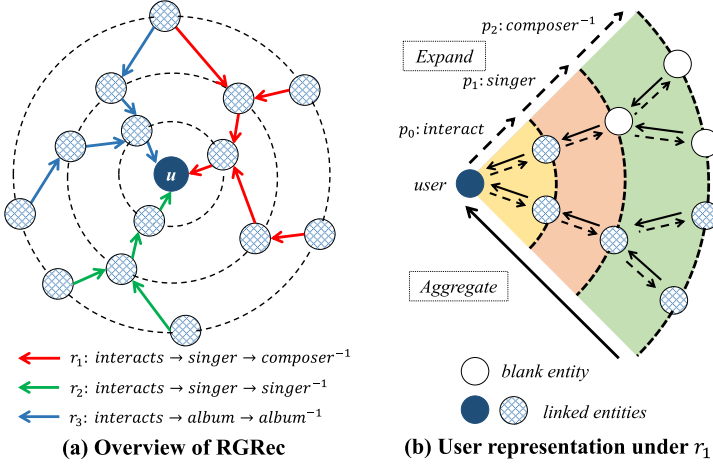 u
r₁: interacts → singer → composer⁻¹
r₂: interacts → singer → singer⁻¹
r₃: interacts → album → album⁻¹
(a) Overview of RGRec
p₂: composer⁻¹
Expand
p₁: singer
p₀: interact
user
Aggregate
blank entity
linked entities
(b) User representation under r₁